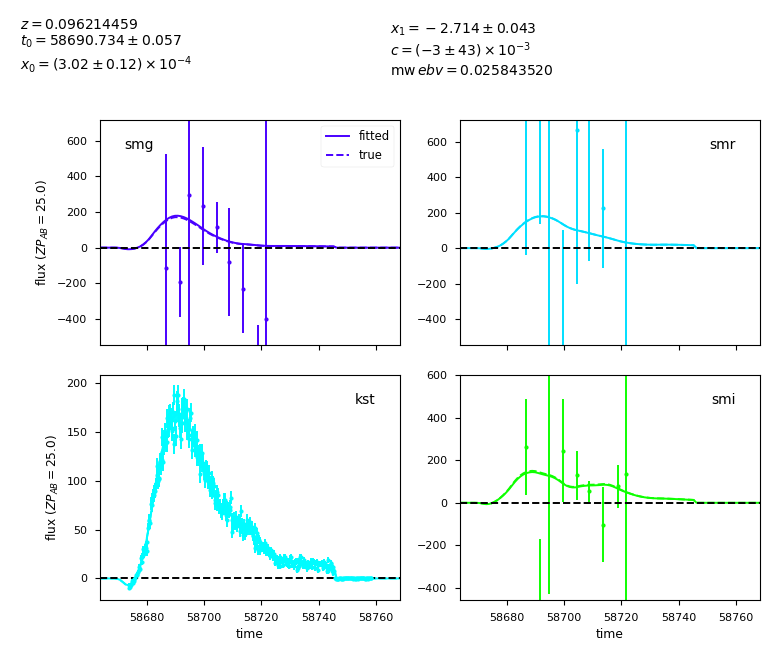 z = 0.096214459
t₀ = 58690.734 ± 0.057
x₀ = (3.02 ± 0.12) × 10⁻⁴
x₁ = −2.714 ± 0.043
c = (−3 ± 43) × 10⁻³
mw ebv = 0.025843520
smg
fitted
true
600
400
200
0
−200
−400
flux (ZP_AB = 25.0)
smr
600
400
200
0
−200
−400
kst
200
150
100
50
0
flux (ZP_AB = 25.0)
58680 58700 58720 58740 58760
time
smi
600
400
200
0
−200
−400
58680 58700 58720 58740 58760
time